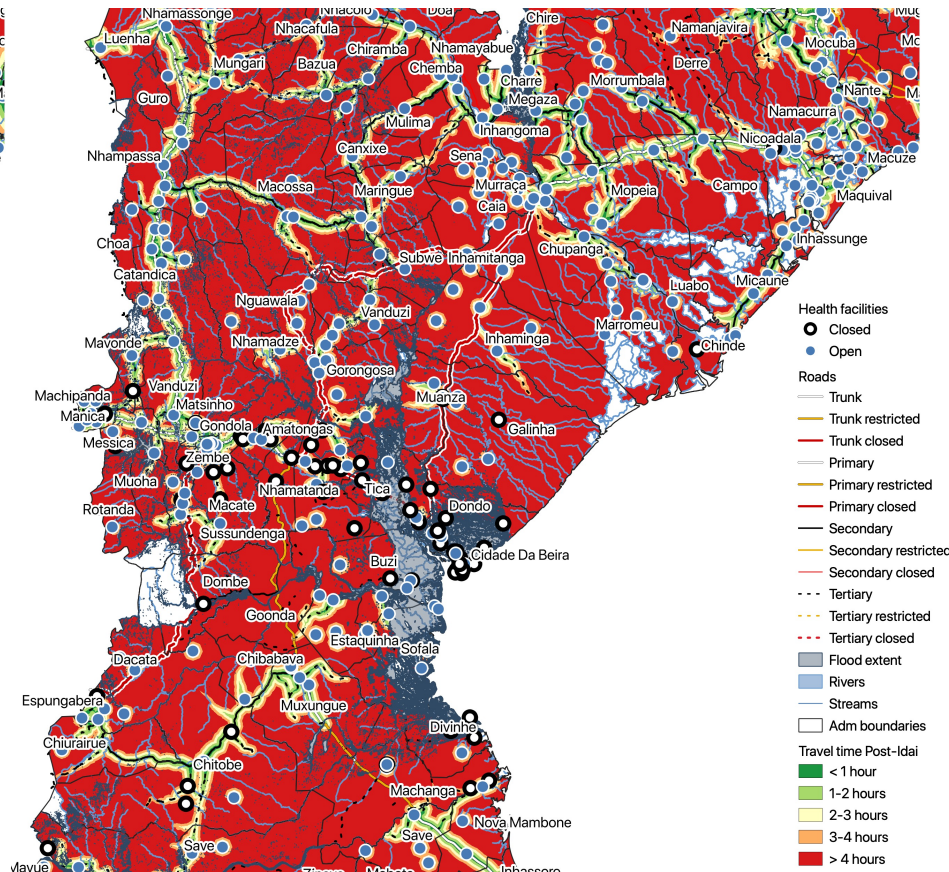 Nhamassonge
Nhacolo
Doa
Chire
Luenha
Nhacafula
Namanjavira
Chiramba
Nhamayabue
Mocuba
Mungari
Bazua
Chemba
Derre
Charre
Morrumbala
Guro
Megaza
Nante
Mulima
Inhangoma
Namacurra
Nicoadala
Nhampassa
Canxixe
Sena
Macuze
Macossa
Maringue
Murraça
Mopeia
Campo
Maquival
Caia
Choa
Inhassunge
Subwe
Inhamitanga
Chupanga
Catandica
Luabo
Micaune
Nguawala
Vanduzi
Marromeu
Mavonde
Nhamadze
Inhaminga
Chinde
Gorongosa
Machipanda
Vanduzi
Muanza
Manica
Matsinho
Messica
Gondola
Amatongas
Galinha
Zembe
Muoha
Nhamatanda
Tica
Rotanda
Macate
Dondo
Sussundenga
Cidade Da Beira
Buzi
Dombe
Goonda
Estaquinha
Sofala
Dacata
Chibabava
Espungabera
Muxungue
Divinhe
Chiurairue
Chitobe
Machanga
Nova Mambone
Save
Save
Health facilities
Closed
Open
Roads
Trunk
Trunk restricted
Trunk closed
Primary
Primary restricted
Primary closed
Secondary
Secondary restricted
Secondary closed
Tertiary
Tertiary restricted
Tertiary closed
Flood extent
Rivers
Streams
Adm boundaries
Travel time Post-Idai
< 1 hour
1-2 hours
2-3 hours
3-4 hours
> 4 hours